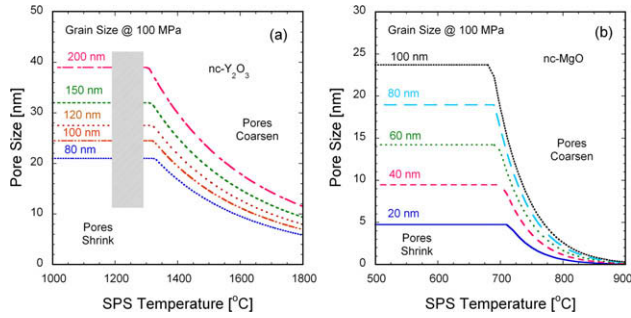 Grain Size @ 100 MPa
(a)
200 nm
nc-Y₂O₃
150 nm
120 nm
100 nm
80 nm
Pores
Coarsen
Pores
Shrink
Pore Size [nm]
50
40
30
20
10
0
1000
1200
1400
1600
1800
SPS Temperature [°C]
Grain Size @ 100 MPa
(b)
nc-MgO
100 nm
80 nm
60 nm
40 nm
20 nm
Pores
Coarsen
Pores
Shrink
Pore Size [nm]
30
25
20
15
10
5
0
500
600
700
800
900
SPS Temperature [°C]